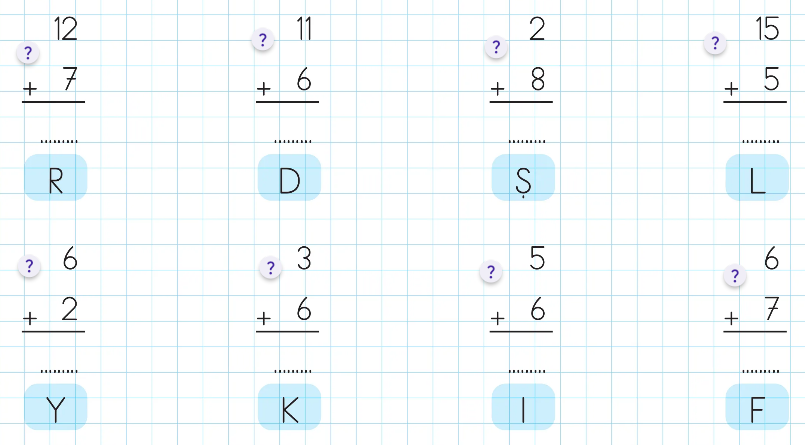 12 11 2 15
? ? ? ?
+ 7 + 6 + 8 + 5
......... ......... ......... .........
R D Ş L
6 3 5 6
? ? ? ?
+ 2 + 6 + 6 + 7
......... ......... ......... .........
Y K I F